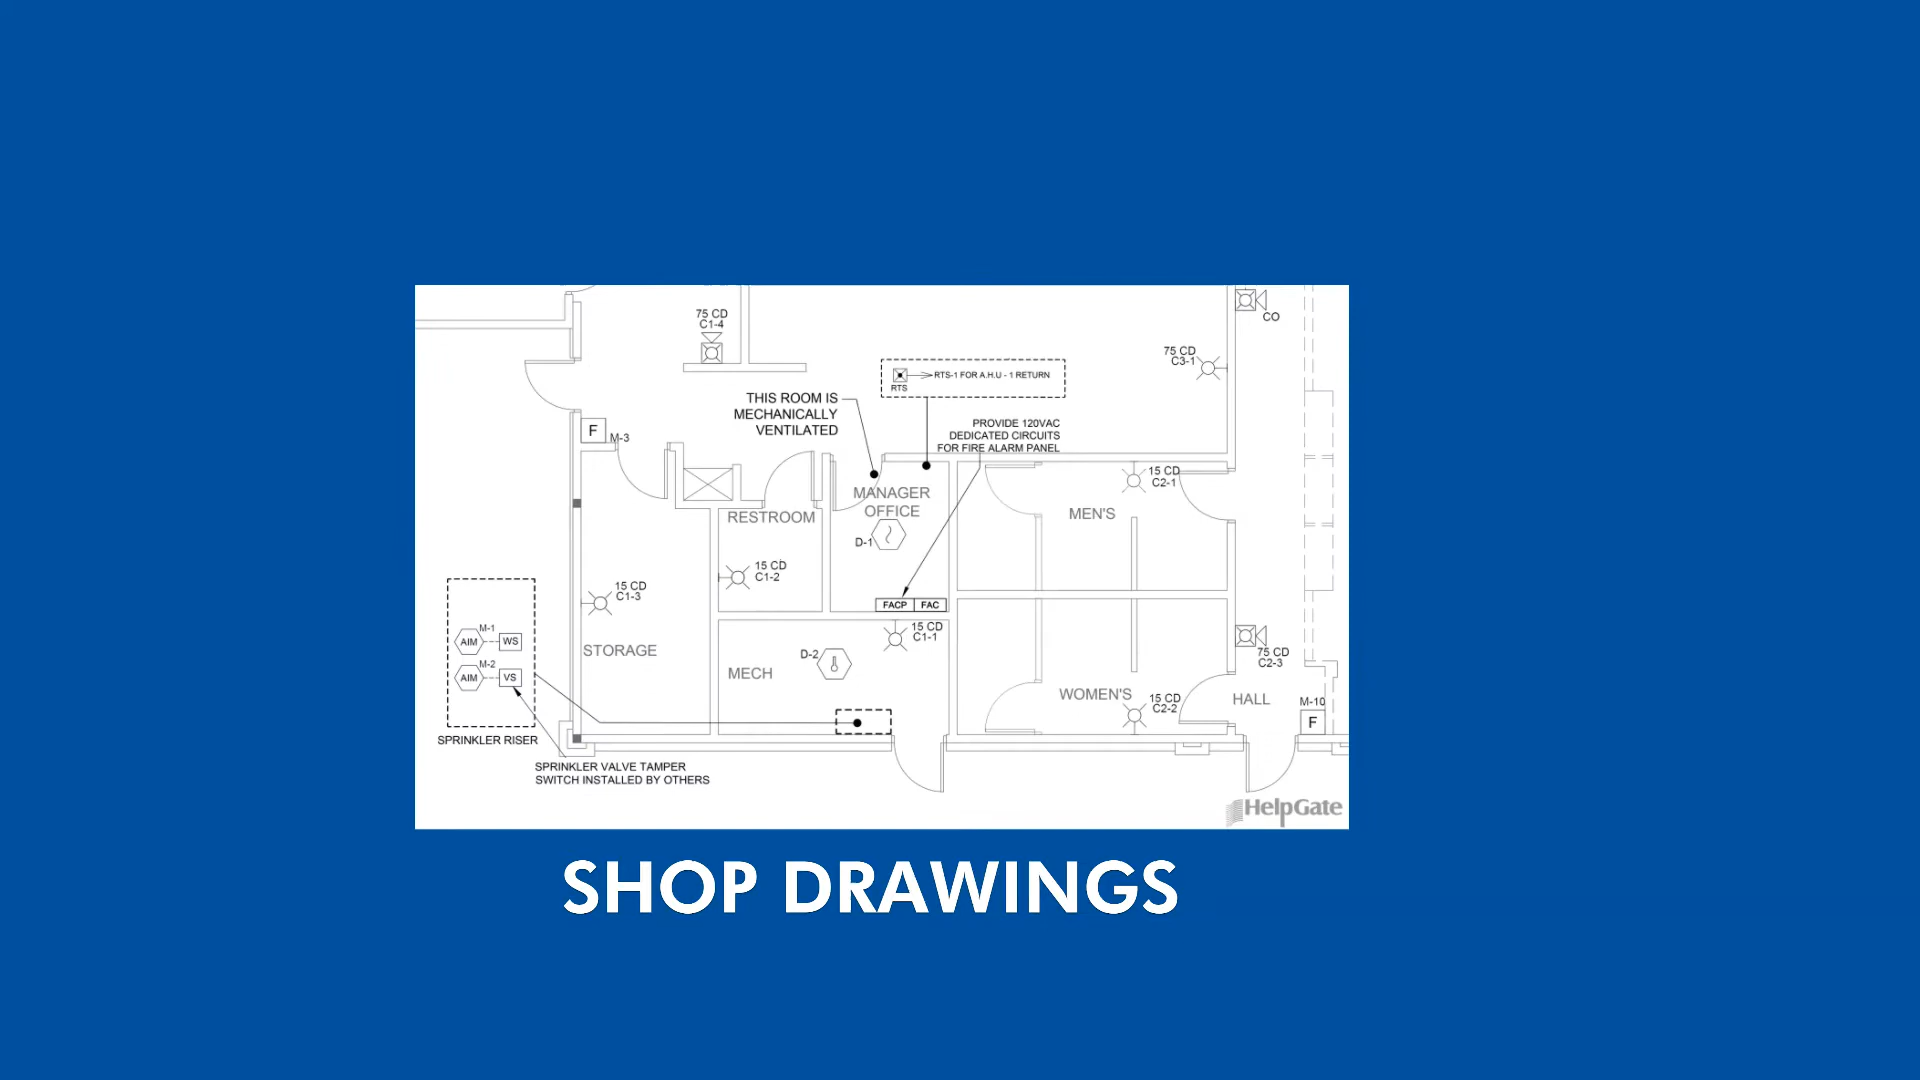 75 CD
C1-4
CO
75 CD
C3-1
RTS-1 FOR A.H.U - 1 RETURN
RTS
THIS ROOM IS
MECHANICALLY
VENTILATED
PROVIDE 120VAC
DEDICATED CIRCUITS
FOR FIRE ALARM PANEL
F
M-3
15 CD
C2-1
MANAGER
OFFICE
RESTROOM
MEN'S
D-1
15 CD
C1-2
15 CD
C1-3
FACP
FAC
M-1
AIM
WS
15 CD
C1-1
STORAGE
D-2
75 CD
C2-3
M-2
AIM
VS
MECH
WOMEN'S
15 CD
C2-2
HALL
M-10
F
SPRINKLER RISER
SPRINKLER VALVE TAMPER
SWITCH INSTALLED BY OTHERS
HelpGate
SHOP DRAWINGS